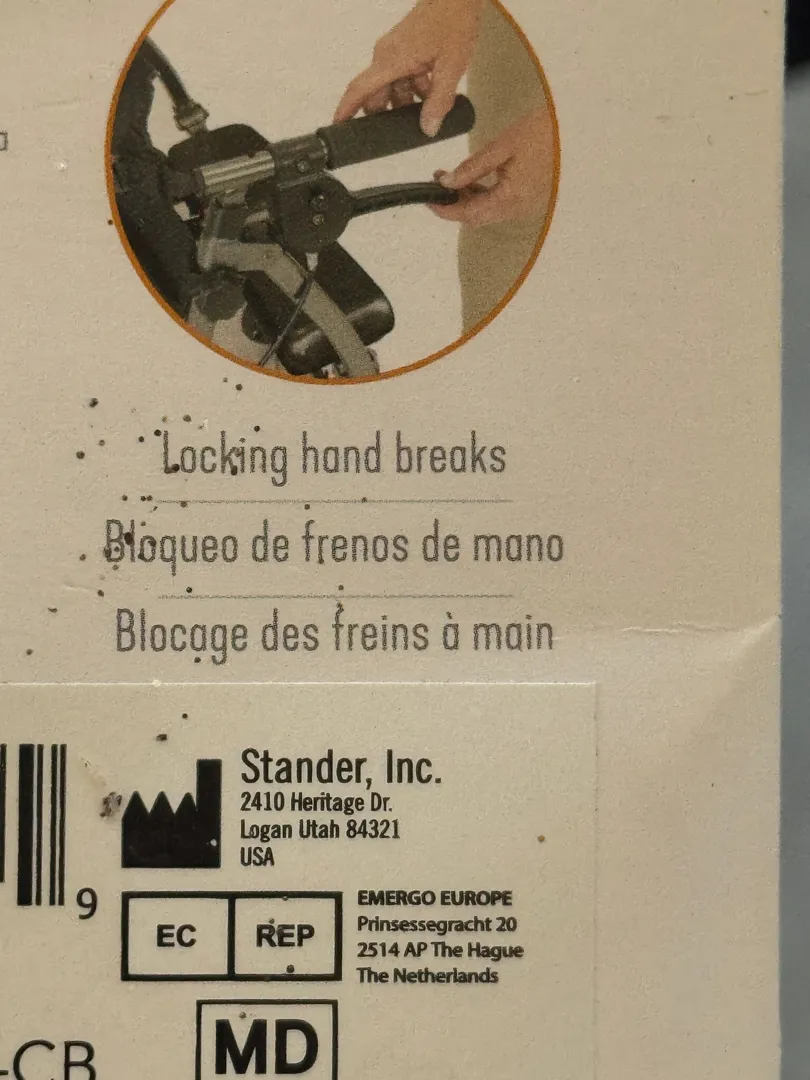 Locking hand breaks
Bloqueo de frenos de mano
Blocage des freins à main
Stander, Inc.
2410 Heritage Dr.
Logan Utah 84321
USA
9
EC REP
EMERGO EUROPE
Prinsessegracht 20
2514 AP The Hague
The Netherlands
-CB
MD